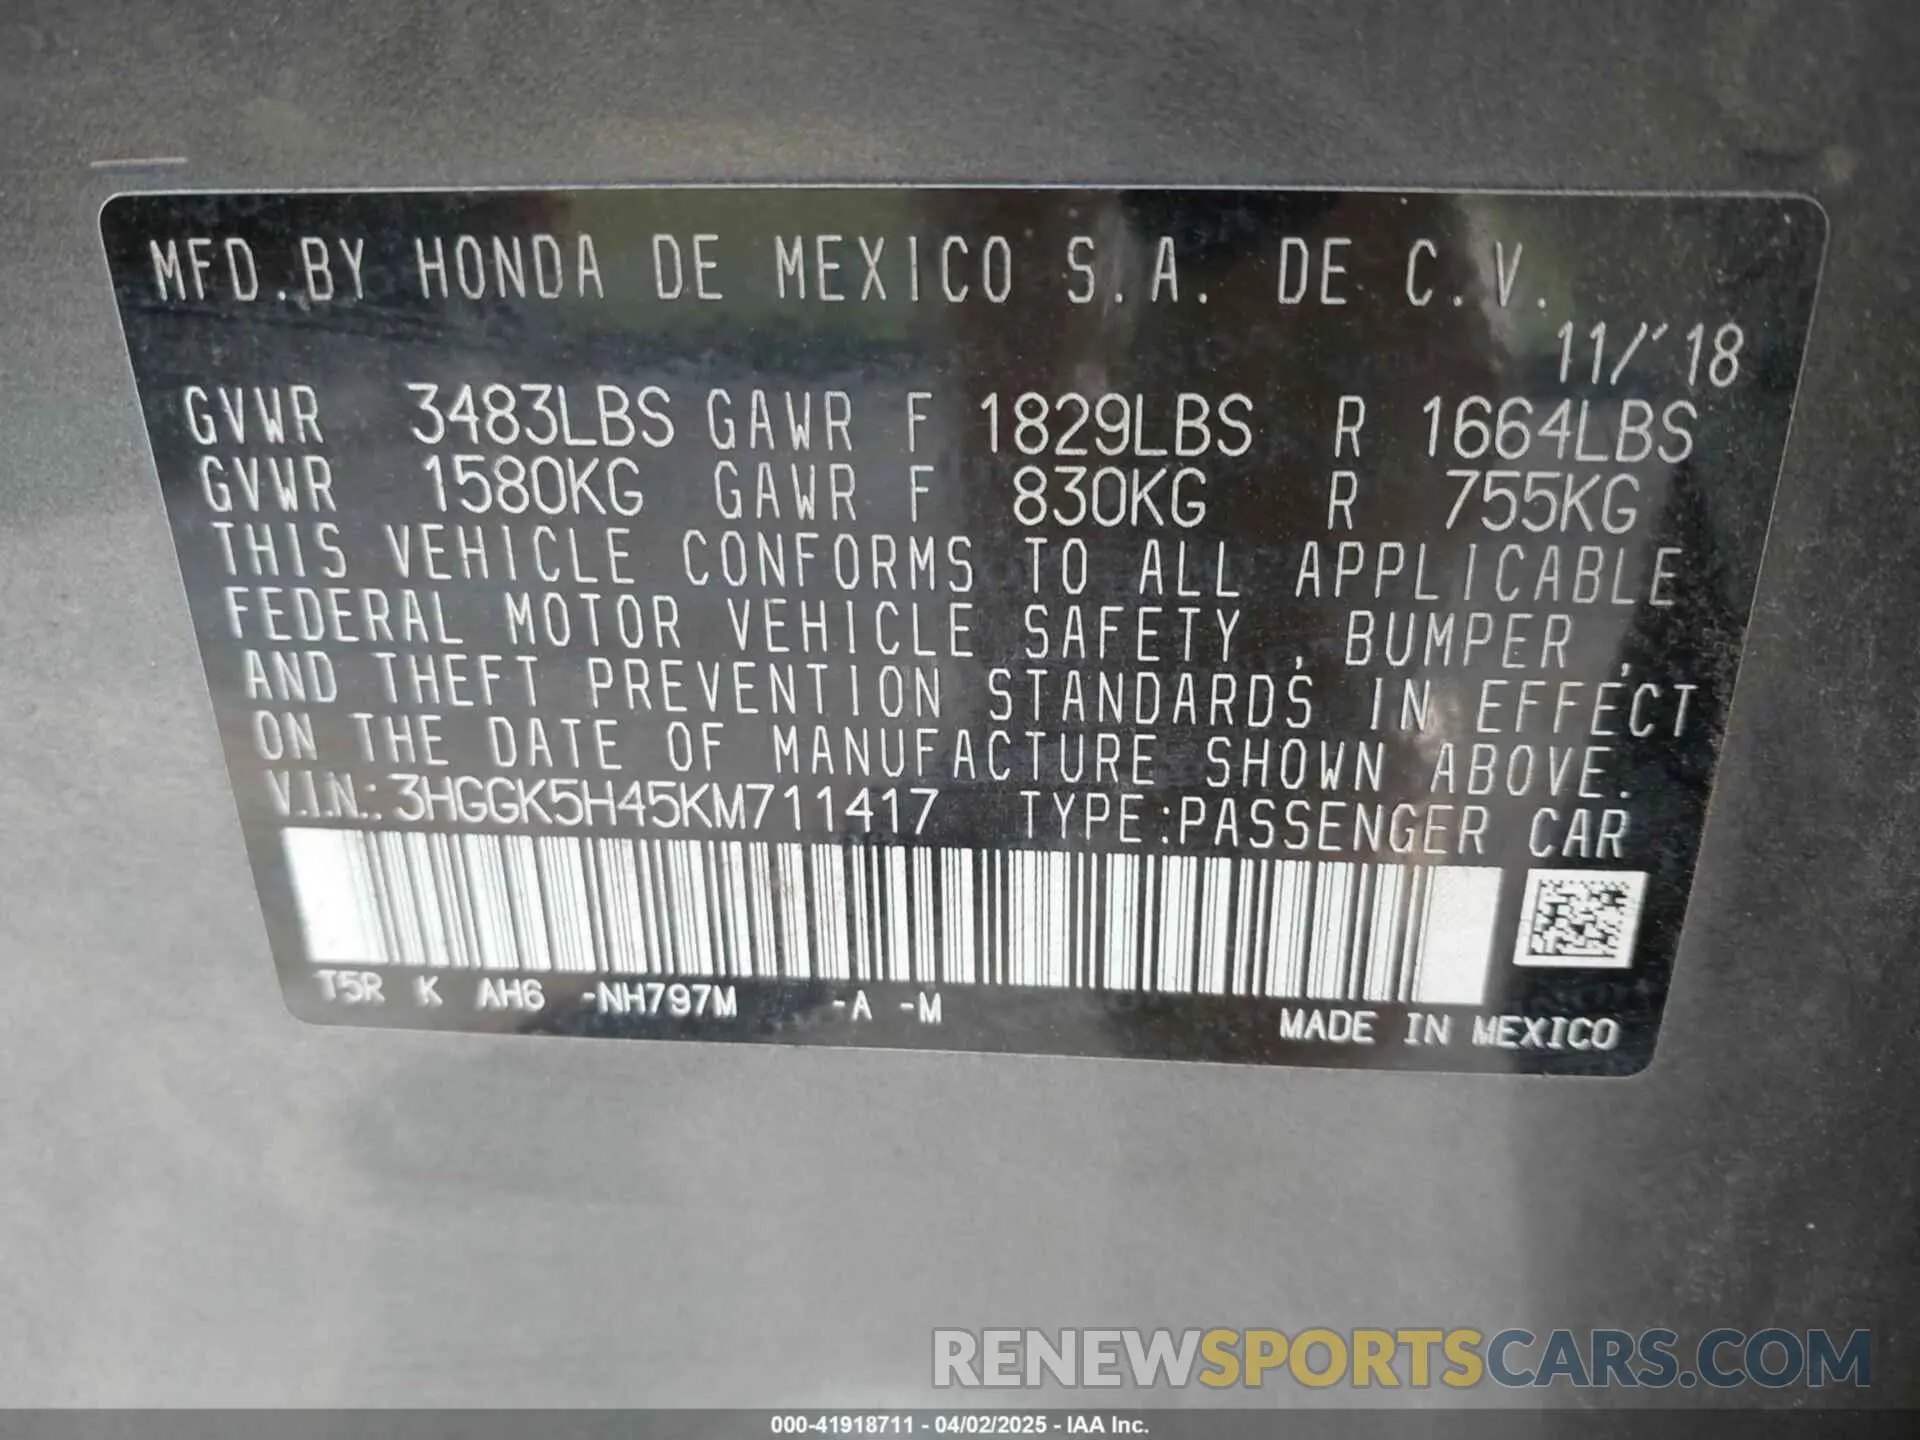 MFD.BY HONDA DE MEXICO S.A. DE C.V.
11/"18
GVWR 3483LBS GAWR F 1829LBS R 1664LBS
GVWR 1580KG GAWR F 830KG R 755KG
THIS VEHICLE CONFORMS TO ALL APPLICABLE
FEDERAL MOTOR VEHICLE SAFETY , BUMPER ,
AND THEFT PREVENTION STANDARDS IN EFFECT
ON THE DATE OF MANUFACTURE SHOWN ABOVE.
V.I.N.: 3HGGK5H45KM711417 TYPE:PASSENGER CAR
T5R K AH6 -NH797M -A -M
MADE IN MEXICO
RENEWSPORTSCARS.COM
000-41918711 - 04/02/2025 - IAA Inc.